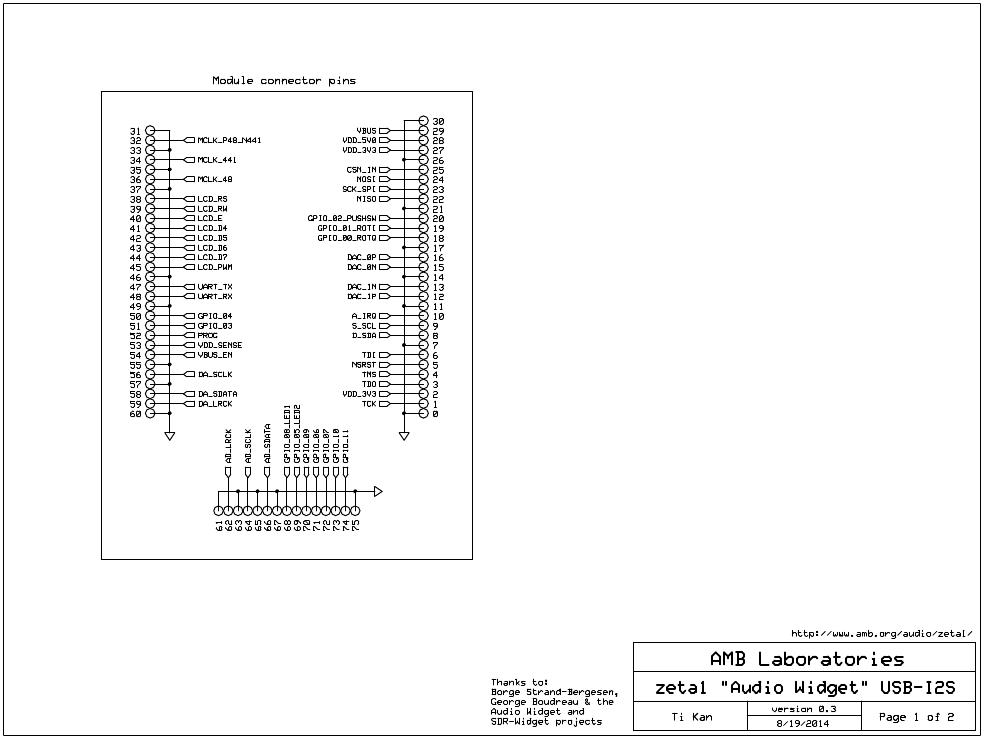 Module connector pins
31
32 MCLK_P48_N441
33
34 MCLK_441
35
36 MCLK_48
37
38 LCD_RS
39 LCD_RW
40 LCD_E
41 LCD_D4
42 LCD_D5
43 LCD_D6
44 LCD_D7
45 LCD_PWM
46
47 UART_TX
48 UART_RX
49
50 GPIO_04
51 GPIO_03
52 PROG
53 VDD_SENSE
54 VBUS_EN
55
56 DA_SCLK
57
58 DA_SDATA
59 DA_LRCK
60
30
VBUS 29
VDD_5V0 28
VDD_3V3 27
26
CSN_IN 25
MOSI 24
SCK_SPI 23
MISO 22
21
GPIO_02_PUSHSW 20
GPIO_01_ROTI 19
GPIO_00_ROTQ 18
17
DAC_0P 16
DAC_0N 15
14
DAC_1N 13
DAC_1P 12
11
A_IRQ 10
S_SCL 9
D_SDA 8
7
TDI 6
NSRST 5
TMS 4
TDO 3
VDD_3V3 2
TCK 1
0
AD_LRCK
AD_SCLK
AD_SDATA
GPIO_08_LED1
GPIO_05_LED2
GPIO_09
GPIO_06
GPIO_07
GPIO_10
GPIO_11
61 62 63 64 65 66 67 68 69 70 71 72 73 74 75
http://www.amb.org/audio/zeta1/
AMB Laboratories
zeta1 "Audio Widget" USB-I2S
Ti Kan
version 0.3
8/19/2014
Page 1 of 2
Thanks to:
Borge Strand-Bergesen,
George Boudreau & the
Audio Widget and
SDR-Widget projects